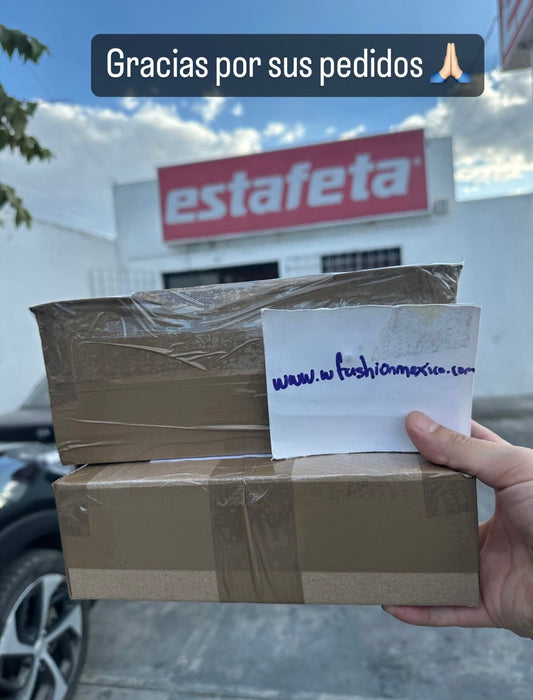 Gracias por sus pedidos 🙏🏻
estafeta
www.wfashionmexico.com